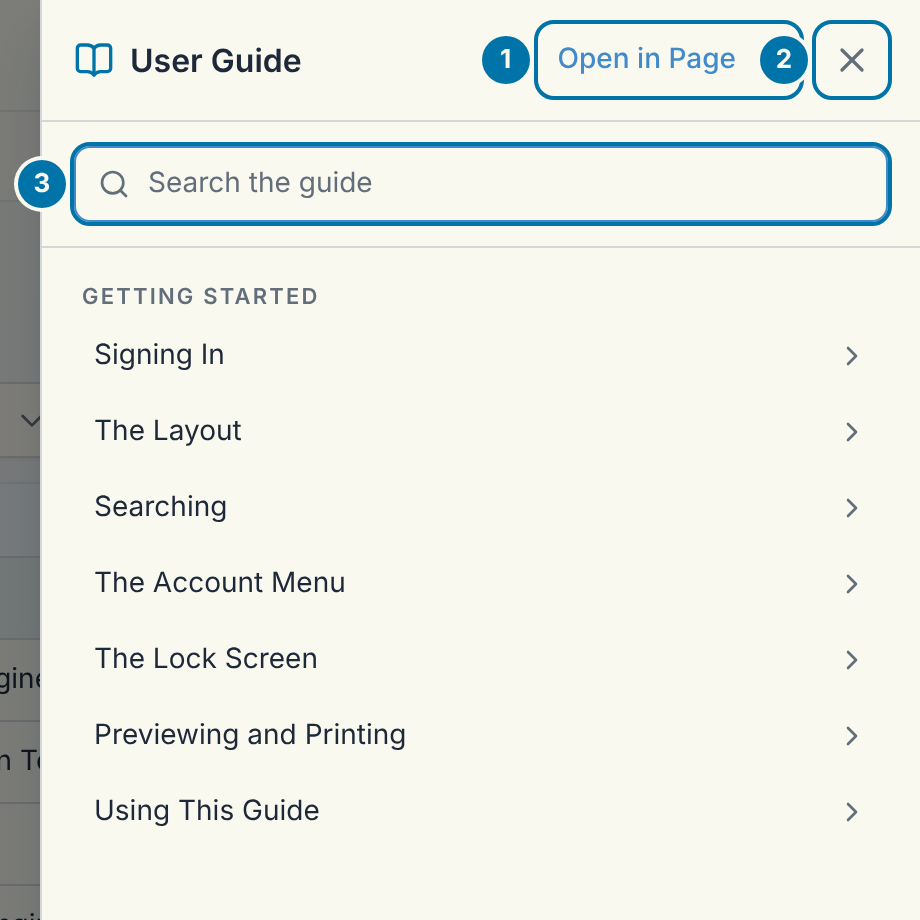 User Guide
1
Open in Page
2
3
Search the guide
GETTING STARTED
Signing In
The Layout
Searching
The Account Menu
The Lock Screen
Previewing and Printing
Using This Guide